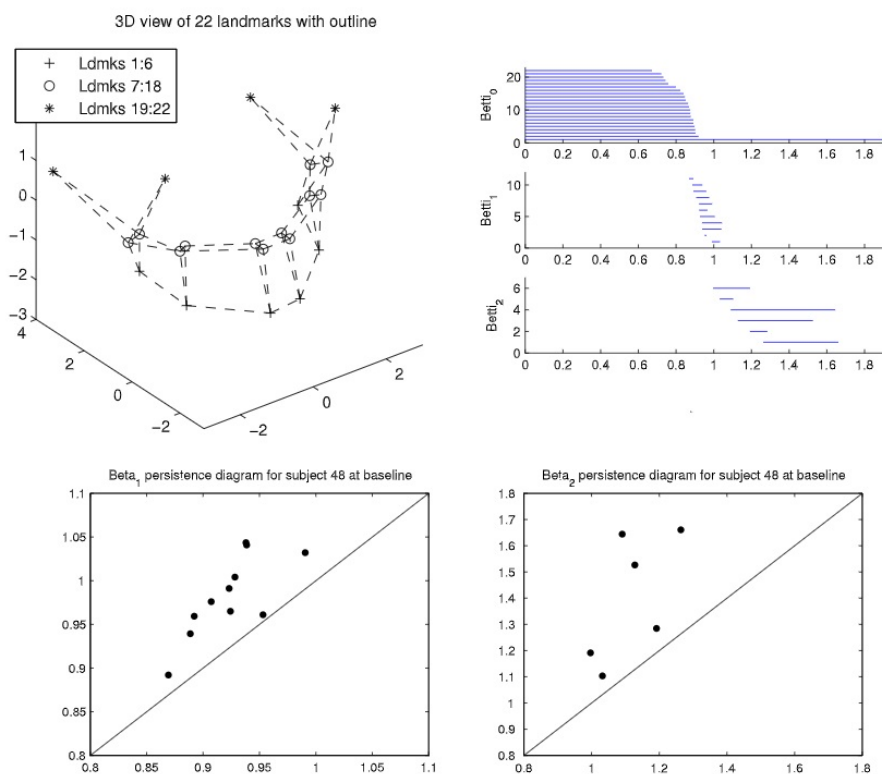 3D view of 22 landmarks with outline
Ldmks 1:6
Ldmks 7:18
Ldmks 19:22
1
0
−1
−2
−3
4
2
0
−2
−2
0
2
Betti0
20
10
0
0 0.2 0.4 0.6 0.8 1 1.2 1.4 1.6 1.8
Betti1
10
5
0
0 0.2 0.4 0.6 0.8 1 1.2 1.4 1.6 1.8
Betti2
6
4
2
0
0 0.2 0.4 0.6 0.8 1 1.2 1.4 1.6 1.8
Beta1 persistence diagram for subject 48 at baseline
1.1
1.05
1
0.95
0.9
0.85
0.8
0.8 0.85 0.9 0.95 1 1.05 1.1
Beta2 persistence diagram for subject 48 at baseline
1.8
1.7
1.6
1.5
1.4
1.3
1.2
1.1
1
0.9
0.8
0.8 1 1.2 1.4 1.6 1.8